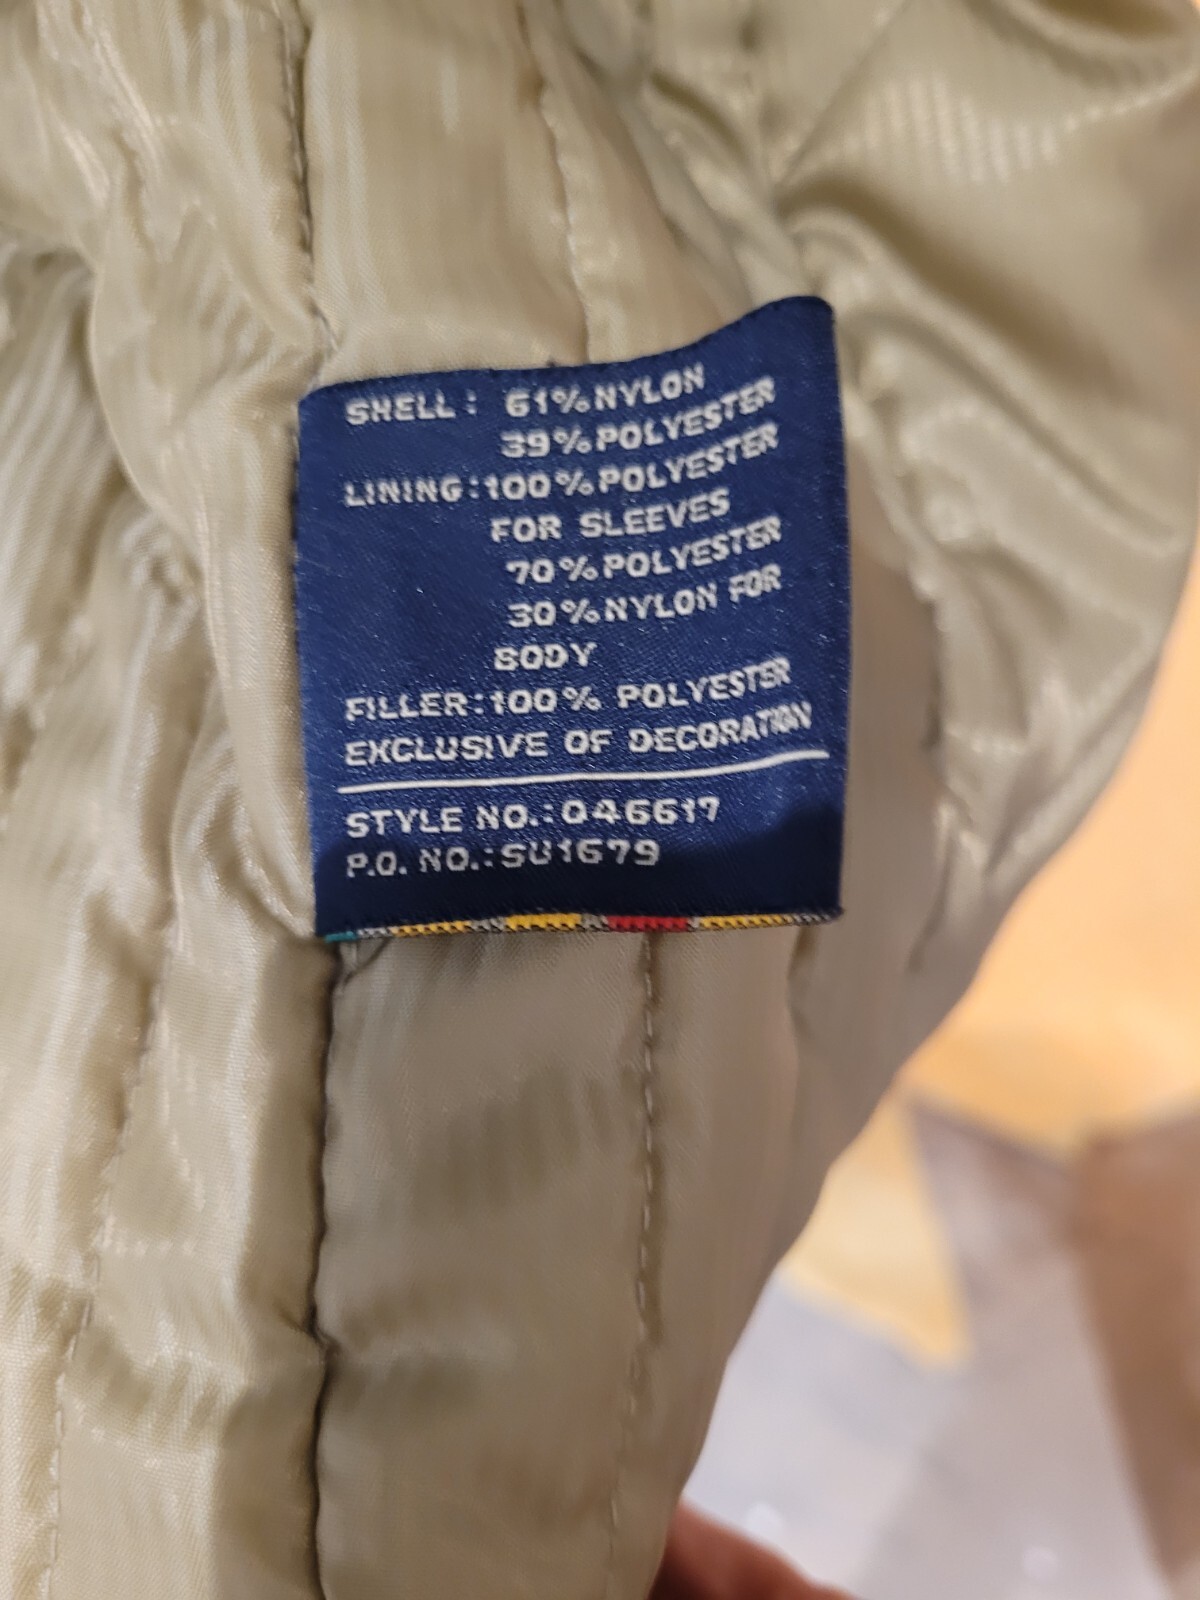 SHELL: 61% NYLON
39% POLYESTER
LINING: 100% POLYESTER
FOR SLEEVES
70% POLYESTER
30% NYLON FOR
BODY
FILLER: 100% POLYESTER
EXCLUSIVE OF DECORATION
STYLE NO.: 046617
P.O. NO.: SU1679